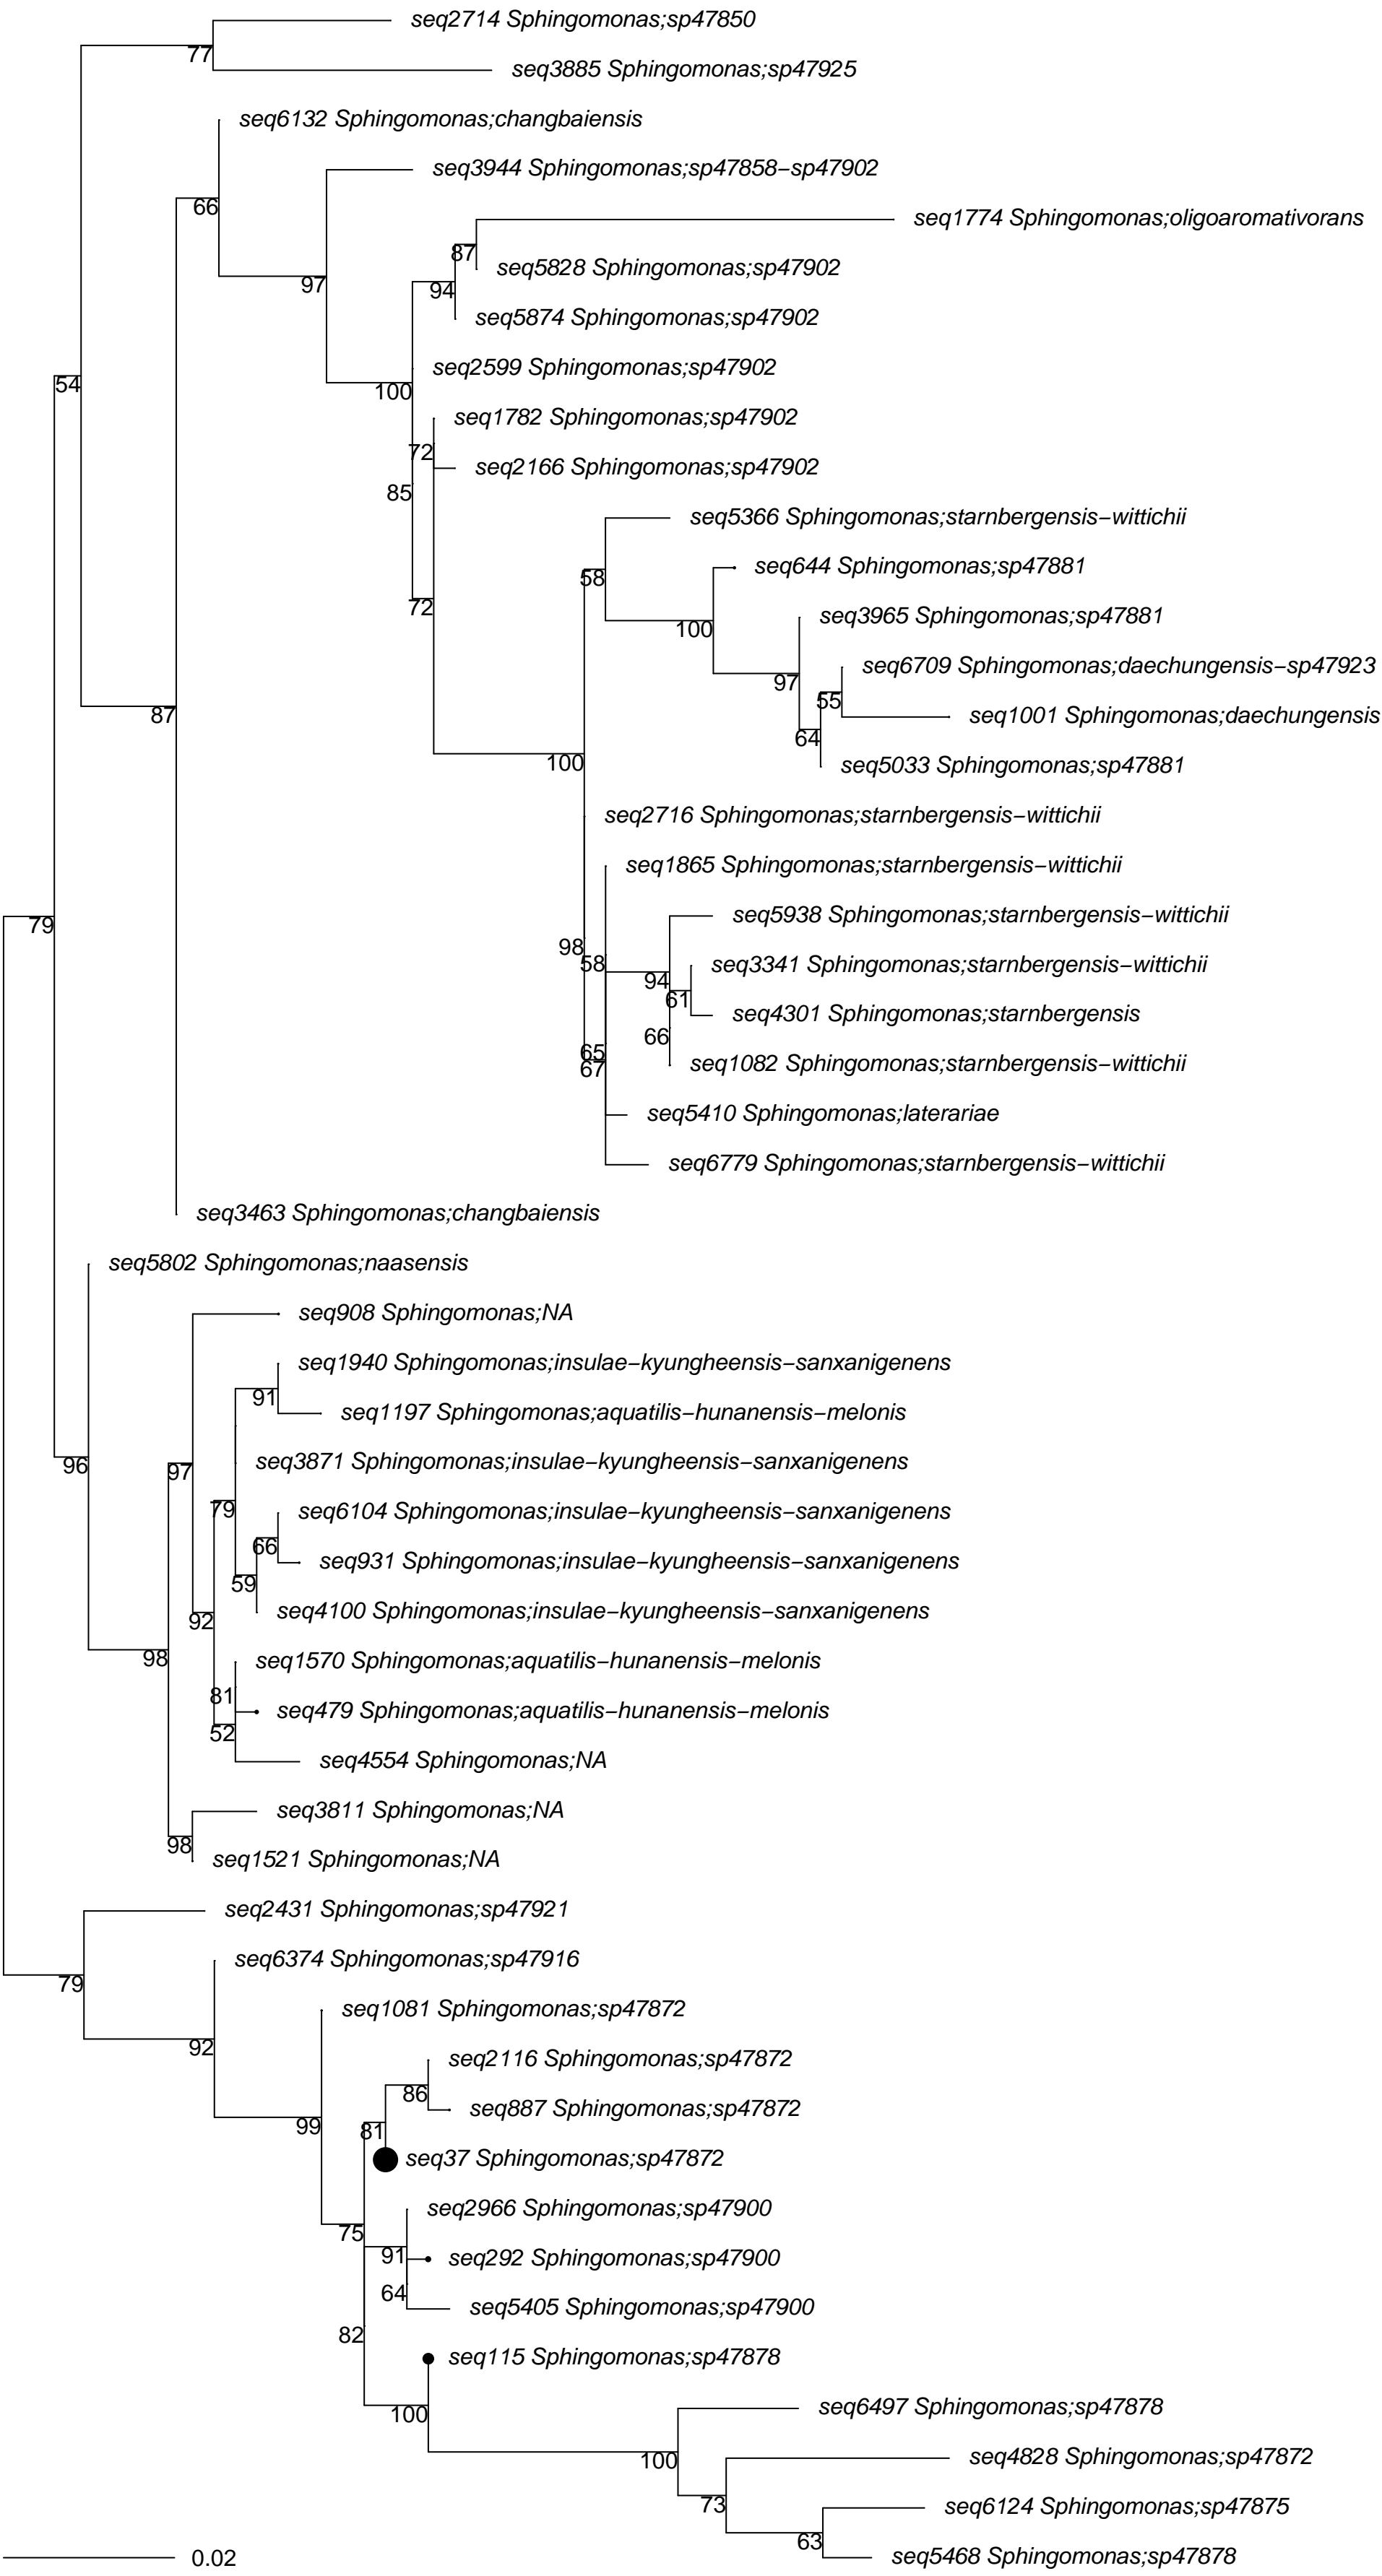 seq2714 Sphingomonas;sp47850
77
seq3885 Sphingomonas;sp47925
seq6132 Sphingomonas;changbaiensis
seq3944 Sphingomonas;sp47858−sp47902
66
seq1774 Sphingomonas;oligoaromativorans
87
seq5828 Sphingomonas;sp47902
97
94
seq5874 Sphingomonas;sp47902
seq2599 Sphingomonas;sp47902
54
100
seq1782 Sphingomonas;sp47902
72
seq2166 Sphingomonas;sp47902
85
seq5366 Sphingomonas;starnbergensis−wittichii
seq644 Sphingomonas;sp47881
58
72
seq3965 Sphingomonas;sp47881
100
seq6709 Sphingomonas;daechungensis−sp47923
97
55
seq1001 Sphingomonas;daechungensis
87
64
seq5033 Sphingomonas;sp47881
100
seq2716 Sphingomonas;starnbergensis−wittichii
seq1865 Sphingomonas;starnbergensis−wittichii
seq5938 Sphingomonas;starnbergensis−wittichii
79
98
58
seq3341 Sphingomonas;starnbergensis−wittichii
94
61
seq4301 Sphingomonas;starnbergensis
66
65
seq1082 Sphingomonas;starnbergensis−wittichii
67
seq5410 Sphingomonas;laterariae
seq6779 Sphingomonas;starnbergensis−wittichii
seq3463 Sphingomonas;changbaiensis
seq5802 Sphingomonas;naasensis
seq908 Sphingomonas;NA
seq1940 Sphingomonas;insulae−kyungheensis−sanxanigenens
91
seq1197 Sphingomonas;aquatilis−hunanensis−melonis
seq3871 Sphingomonas;insulae−kyungheensis−sanxanigenens
96
97
79
seq6104 Sphingomonas;insulae−kyungheensis−sanxanigenens
66
seq931 Sphingomonas;insulae−kyungheensis−sanxanigenens
59
seq4100 Sphingomonas;insulae−kyungheensis−sanxanigenens
92
98
seq1570 Sphingomonas;aquatilis−hunanensis−melonis
81
seq479 Sphingomonas;aquatilis−hunanensis−melonis
52
seq4554 Sphingomonas;NA
seq3811 Sphingomonas;NA
98
seq1521 Sphingomonas;NA
seq2431 Sphingomonas;sp47921
seq6374 Sphingomonas;sp47916
79
seq1081 Sphingomonas;sp47872
92
seq2116 Sphingomonas;sp47872
86
seq887 Sphingomonas;sp47872
99
81
seq37 Sphingomonas;sp47872
seq2966 Sphingomonas;sp47900
75
91
seq292 Sphingomonas;sp47900
64
seq5405 Sphingomonas;sp47900
82
seq115 Sphingomonas;sp47878
seq6497 Sphingomonas;sp47878
100
seq4828 Sphingomonas;sp47872
100
73
seq6124 Sphingomonas;sp47875
63
seq5468 Sphingomonas;sp47878
0.02